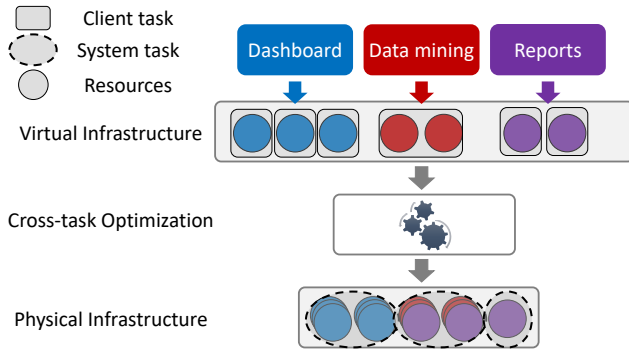 Client task
System task
Resources
Dashboard
Data mining
Reports
Virtual Infrastructure
Cross-task Optimization
Physical Infrastructure